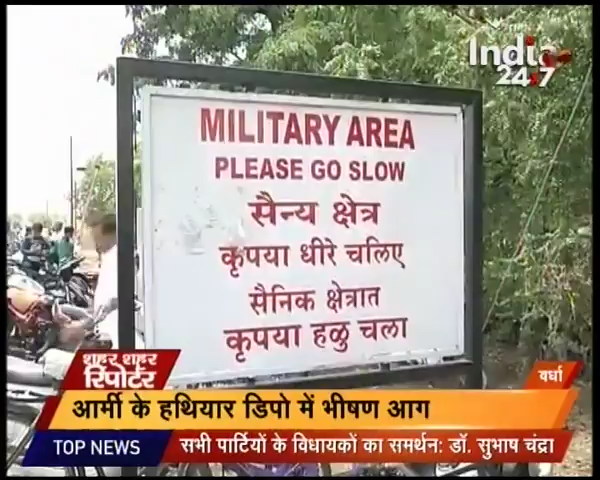 India
24x7
MILITARY AREA
PLEASE GO SLOW
सैन्य क्षेत्र
कृपया धीरे चलिए
सैनिक क्षेत्रात
कृपया हळु चला
शहर शहर
रिपोर्टर
वर्धा
आर्मी के हथियार डिपो में भीषण आग
TOP NEWS
सभी पार्टियों के विधायकों का समर्थन: डॉ. सुभाष चंद्रा